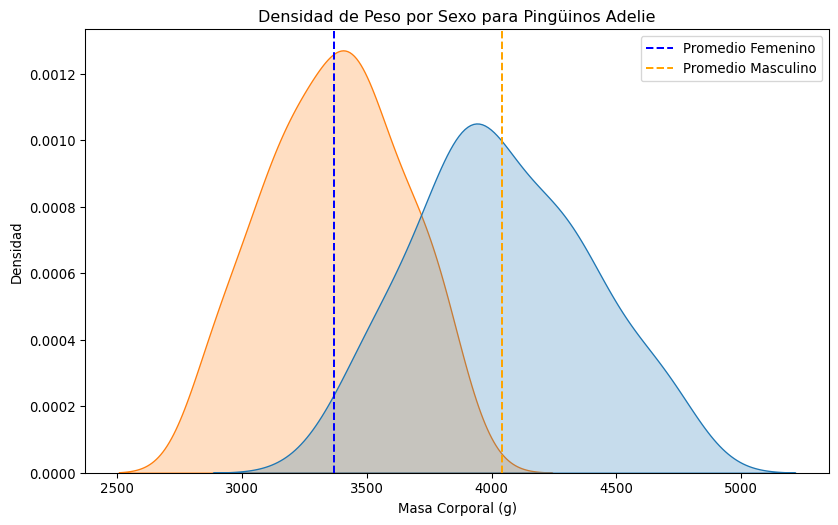 Densidad de Peso por Sexo para Pingüinos Adelie
Promedio Femenino
Promedio Masculino
Densidad
0.0012
0.0010
0.0008
0.0006
0.0004
0.0002
0.0000
2500 3000 3500 4000 4500 5000
Masa Corporal (g)